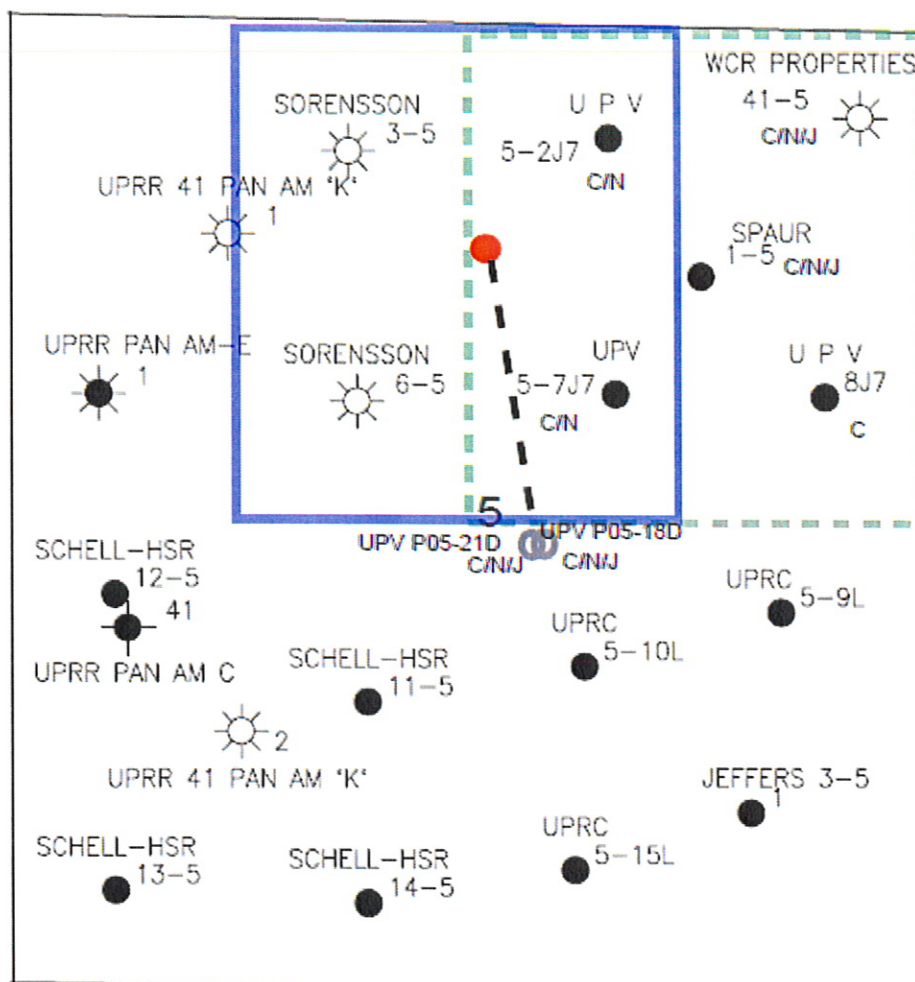 WCR PROPERTIES
41-5
C/N/J
SORENSSON
3-5
U P V
5-2J7
C/N
UPRR 41 PAN AM "K"
1
SPAUR
1-5
C/N/J
UPRR PAN AM-E
1
SORENSSON
6-5
UPV
5-7J7
C/N
U P V
8J7
C
5
UPV P05-21D
C/N/J
UPV P05-18D
C/N/J
SCHELL-HSR
12-5
41
UPRR PAN AM C
SCHELL-HSR
11-5
UPRC
5-10L
UPRC
5-9L
2
UPRR 41 PAN AM "K"
JEFFERS 3-5
1
SCHELL-HSR
13-5
SCHELL-HSR
14-5
UPRC
5-15L